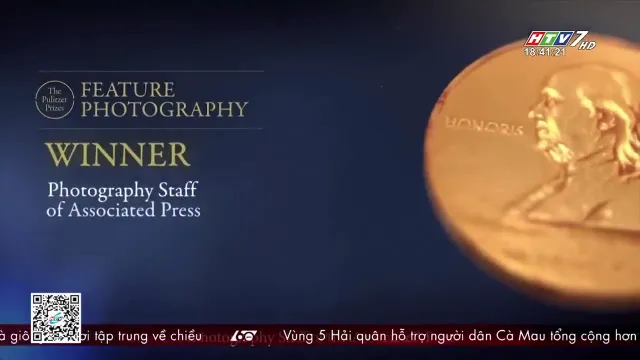 HTV7 HD
18:41:21
The
Pulitzer
Prizes
FEATURE
PHOTOGRAPHY
WINNER
Photography Staff
of Associated Press
HONORIS
tập trung về chiều 60 Vùng 5 Hải quân hỗ trợ người dân Cà Mau tổng cộng hơn